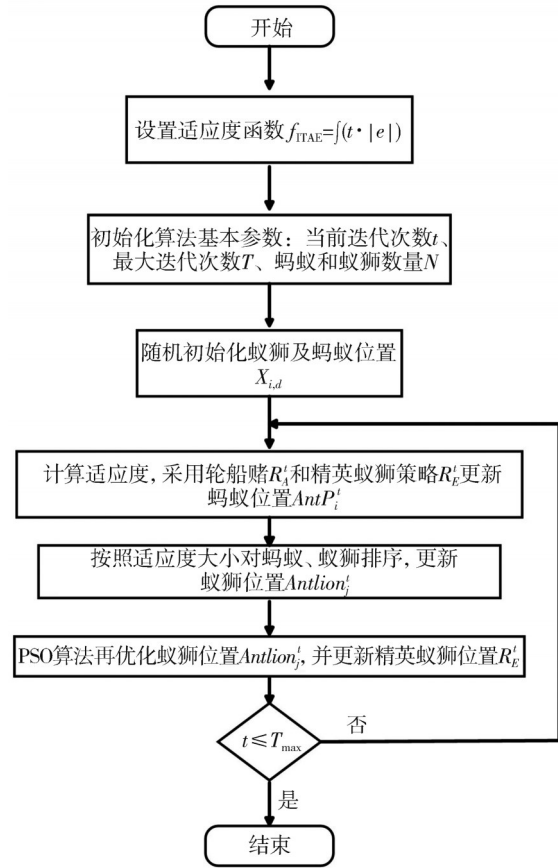 开始
设置适应度函数f_{ITAE}=∫(t·|e|)
初始化算法基本参数：当前迭代次数t、
最大迭代次数T、蚂蚁和蚁狮数量N
随机初始化蚁狮及蚂蚁位置
X_{i,d}
计算适应度,采用轮船赌R_A^t和精英蚁狮策略R_E^t更新
蚂蚁位置AntP_i^t
按照适应度大小对蚂蚁、蚁狮排序,更新
蚁狮位置Antlion_j^t
PSO算法再优化蚁狮位置Antlion_j^t,并更新精英蚁狮位置R_E^t
t≤T_{max}
否
是
结束